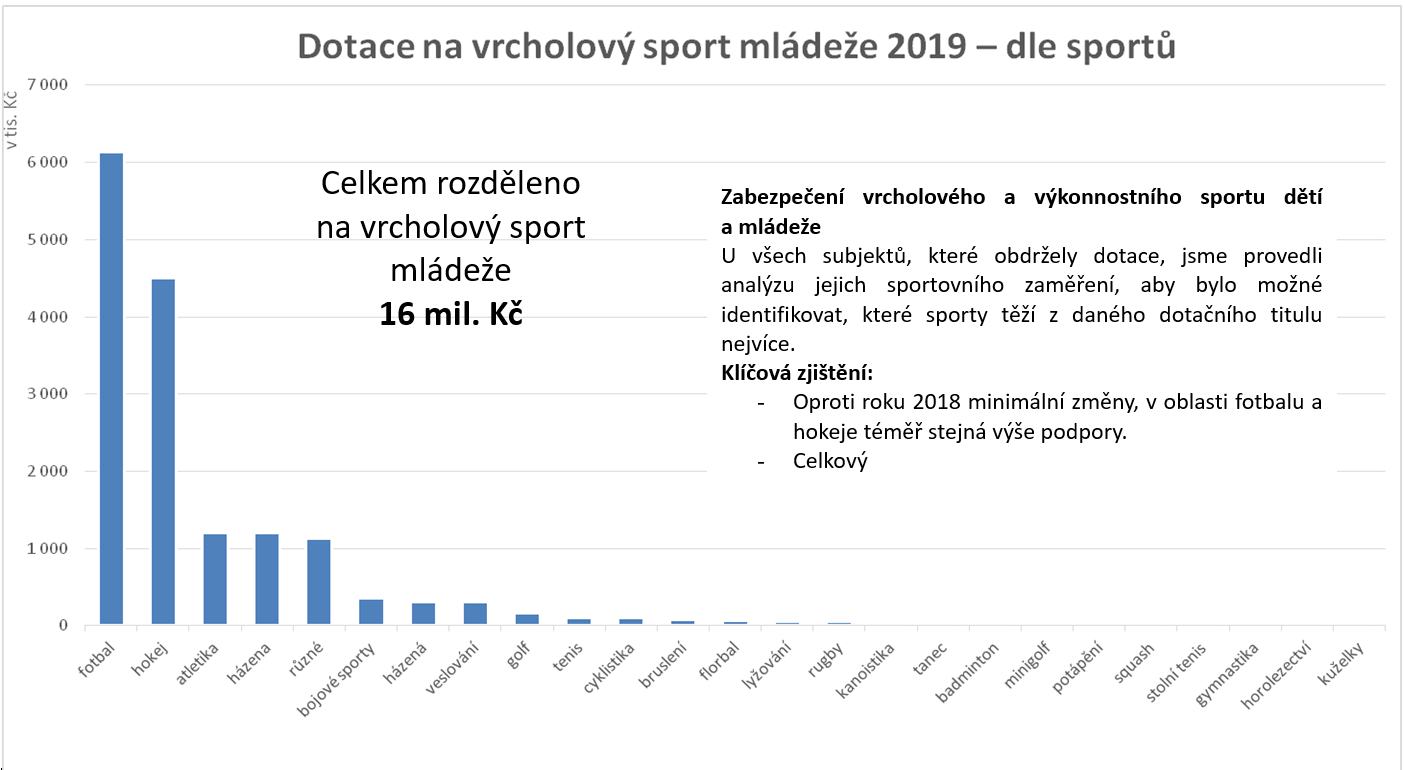 Dotace na vrcholový sport mládeže 2019 – dle sportů
v tis. Kč
7 000
6 000
5 000
4 000
3 000
2 000
1 000
0
Celkem rozděleno
na vrcholový sport
mládeže
16 mil. Kč
Zabezpečení vrcholového a výkonnostního sportu dětí
a mládeže
U všech subjektů, které obdržely dotace, jsme provedli
analýzu jejich sportovního zaměření, aby bylo možné
identifikovat, které sporty těží z daného dotačního titulu
nejvíce.
Klíčová zjištění:
- Oproti roku 2018 minimální změny, v oblasti fotbalu a
hokeje téměř stejná výše podpory.
- Celkový
fotbal
hokej
atletika
házena
různé
bojové sporty
házená
veslování
golf
tenis
cyklistika
bruslení
florbal
lyžování
rugby
kanoistika
tanec
badminton
minigolf
potápění
squash
stolní tenis
gymnastika
horolezectví
kuželky